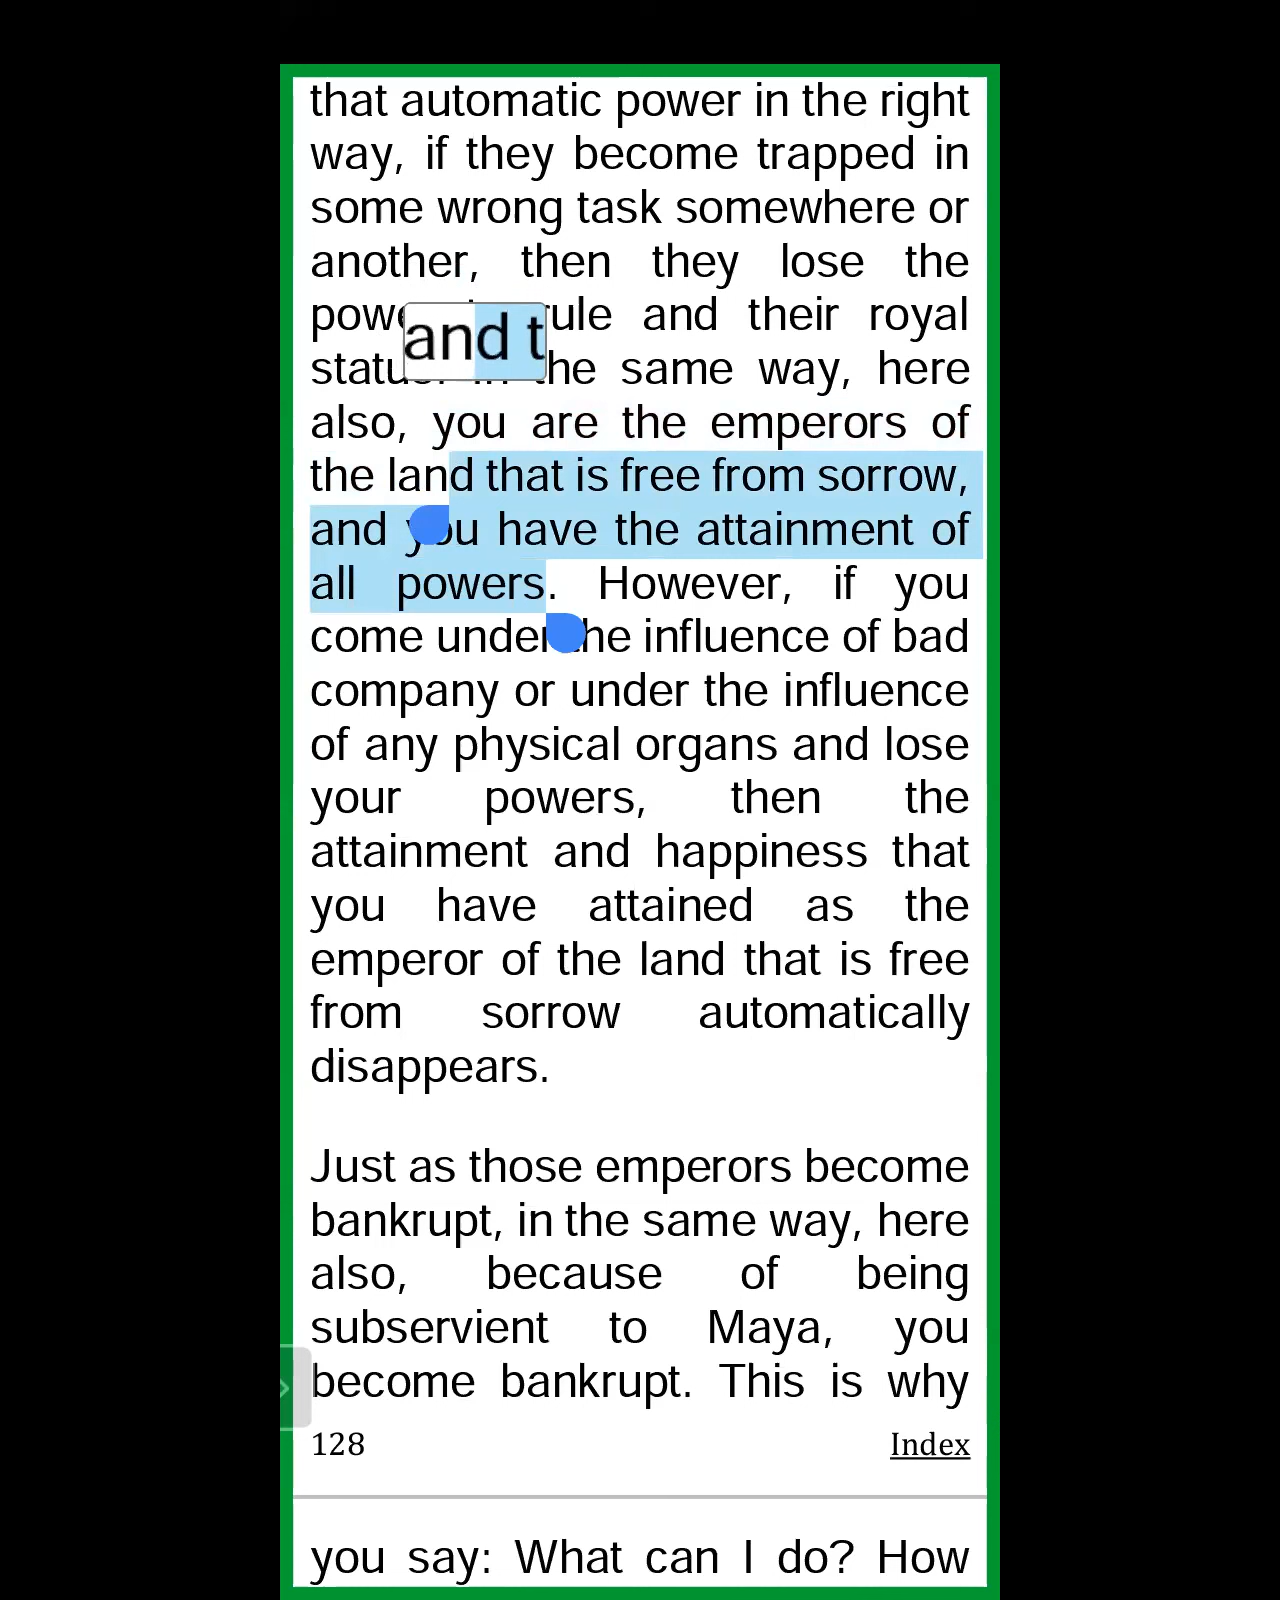 that automatic power in the right
way, if they become trapped in
some wrong task somewhere or
another, then they lose the
rule and their royal
and t
the same way, here
also, you are the emperors of
the land that is free from sorrow,
and you have the attainment of
all powers. However, if you
come under the influence of bad
company or under the influence
of any physical organs and lose
your powers, then the
attainment and happiness that
you have attained as the
emperor of the land that is free
from sorrow automatically
disappears.
Just as those emperors become
bankrupt, in the same way, here
also, because of being
subservient to Maya, you
become bankrupt. This is why
128 Index
you say: What can I do? How